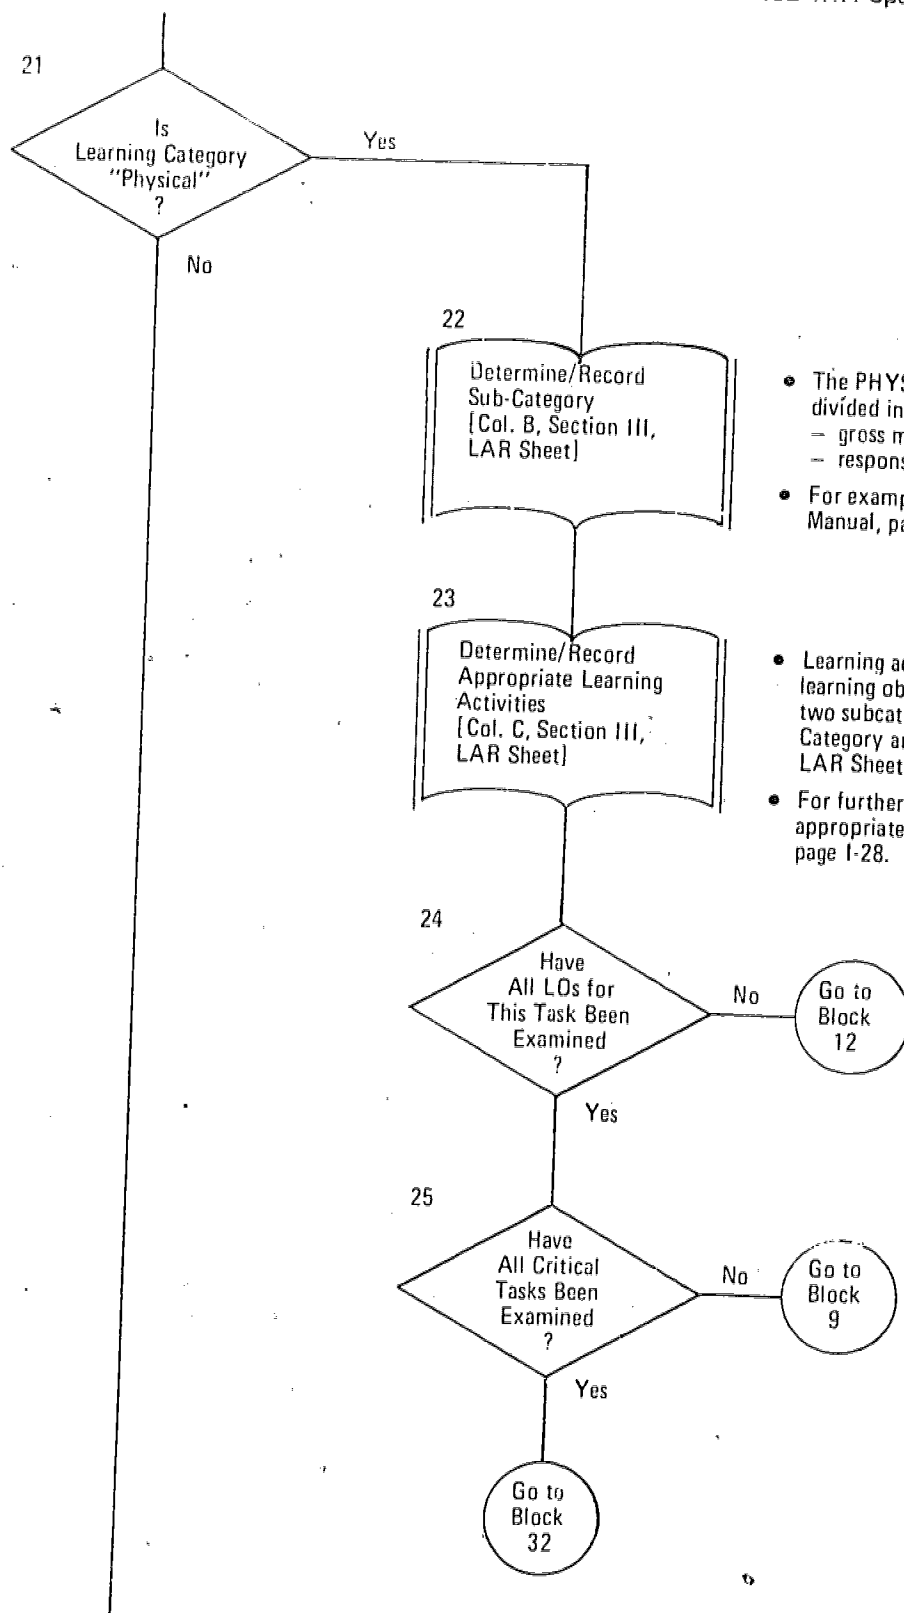 21
Is
Learning Category
"Physical"
?
Yes
No
22
Determine/Record
Sub-Category
[Col. B, Section III,
LAR Sheet]
• The PHYS
divided in
– gross m
– respons
• For examp
Manual, pa
23
Determine/Record
Appropriate Learning
Activities
[Col. C, Section III,
LAR Sheet]
• Learning ac
learning ob
two subcat
Category an
LAR Sheet
• For further
appropriate
page I-28.
24
Have
All LOs for
This Task Been
Examined
?
No
Go to
Block
12
Yes
25
Have
All Critical
Tasks Been
Examined
?
No
Go to
Block
9
Yes
Go to
Block
32